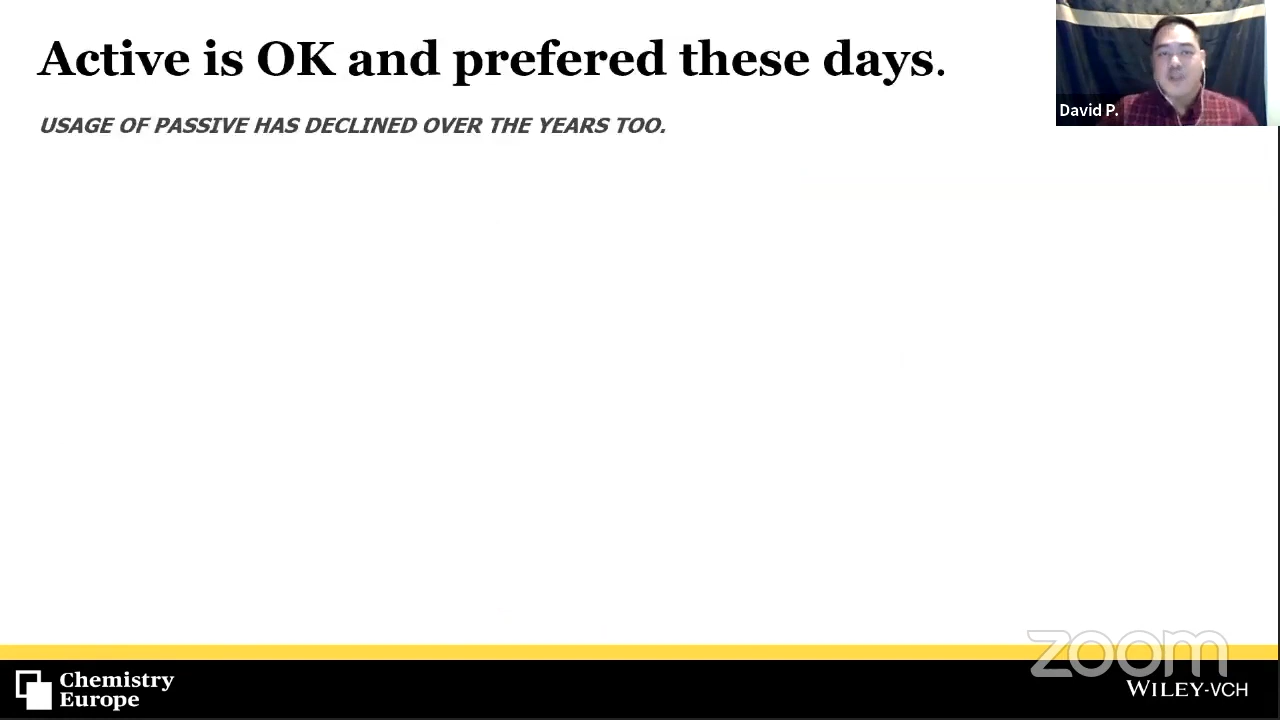 Active is OK and prefered these days.
USAGE OF PASSIVE HAS DECLINED OVER THE YEARS TOO.
David P.
zoom
Chemistry
Europe
WILEY-VCH